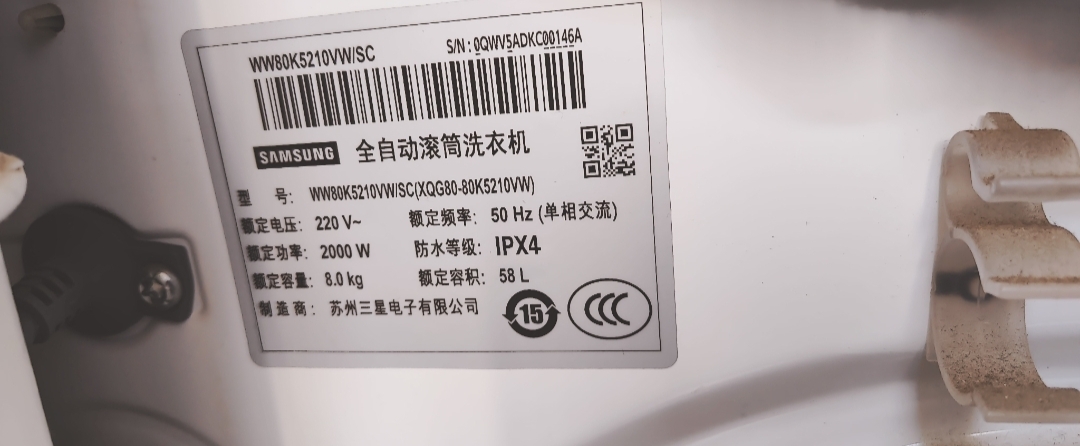 WW80K5210VW/SC S/N:0QWV5ADKC00146A
SAMSUNG 全自动滚筒洗衣机
型 号: WW80K5210VW/SC(XQG80-80K5210VW)
额定电压: 220 V~ 额定频率: 50 Hz (单相交流)
额定功率: 2000 W 防水等级: IPX4
额定容量: 8.0 kg 额定容积: 58 L
制 造 商: 苏州三星电子有限公司
15 CCC